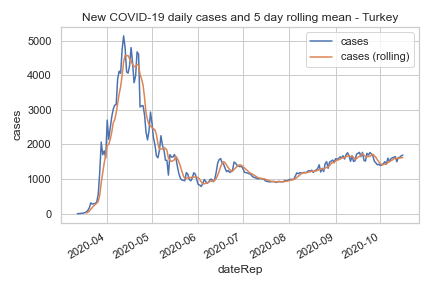 New COVID-19 daily cases and 5 day rolling mean - Turkey
cases
cases (rolling)
5000
4000
3000
2000
1000
0
cases
2020-04
2020-05
2020-06
2020-07
2020-08
2020-09
2020-10
dateRep